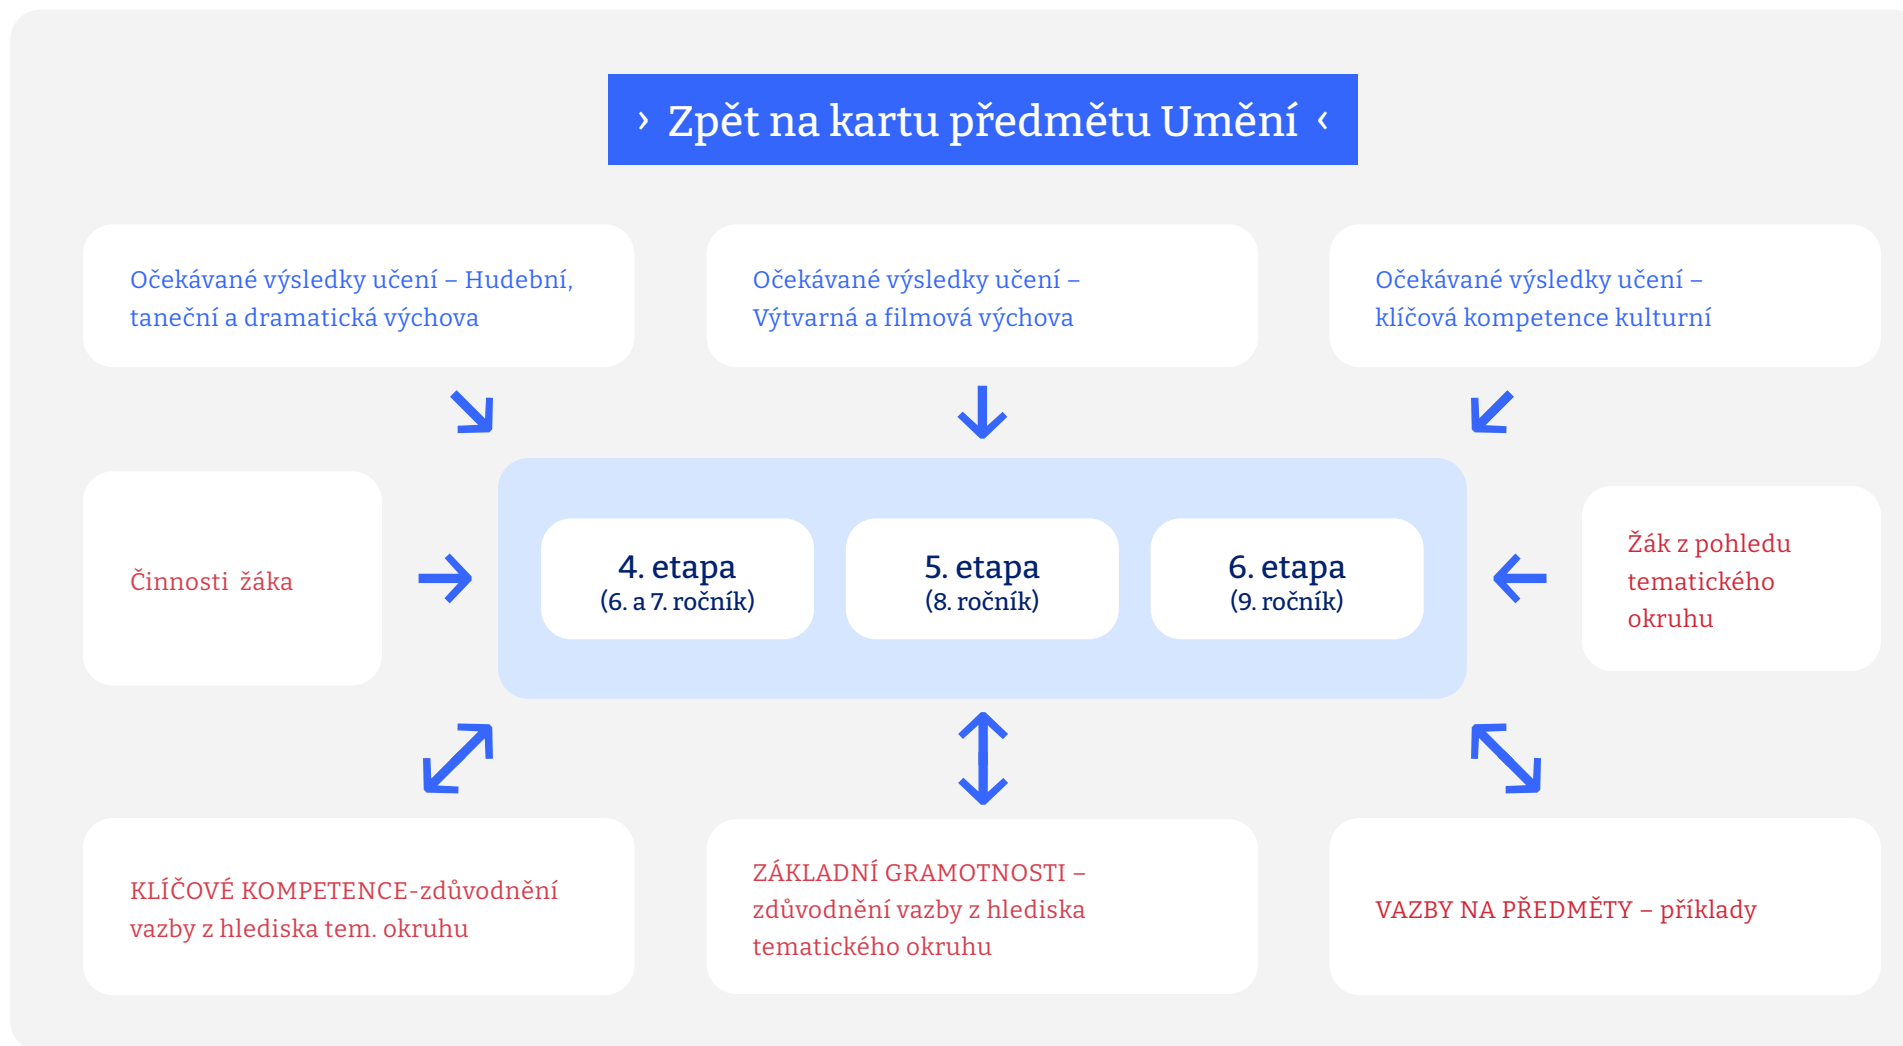 › Zpět na kartu předmětu Umění ‹
Očekávané výsledky učení – Hudební,
taneční a dramatická výchova
Očekávané výsledky učení –
Výtvarná a filmová výchova
Očekávané výsledky učení –
klíčová kompetence kulturní
Činnosti žáka
4. etapa
(6. a 7. ročník)
5. etapa
(8. ročník)
6. etapa
(9. ročník)
Žák z pohledu
tematického
okruhu
KLÍČOVÉ KOMPETENCE-zdůvodnění
vazby z hlediska tem. okruhu
ZÁKLADNÍ GRAMOTNOSTI –
zdůvodnění vazby z hlediska
tematického okruhu
VAZBY NA PŘEDMĚTY – příklady